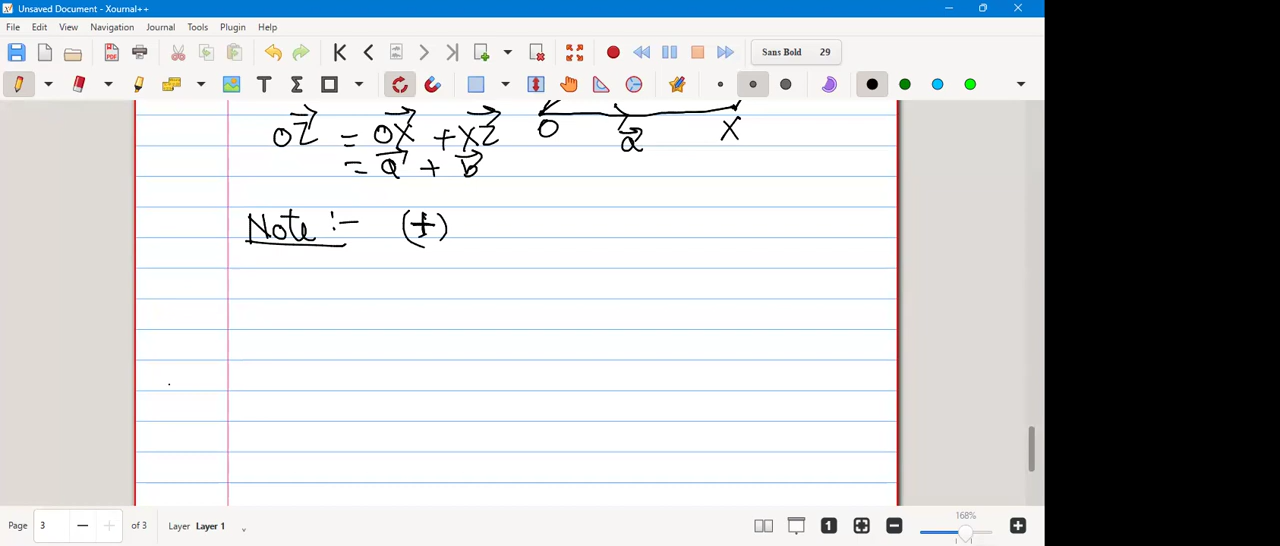 Unsaved Document - Xournal++
File Edit View Navigation Journal Tools Plugin Help
Sans Bold 29
OZ⃗ = OX⃗ + XZ⃗
O a⃗ X
= a⃗ + b⃗
Note :- (+)
Page 3 of 3 Layer Layer 1 168%
1